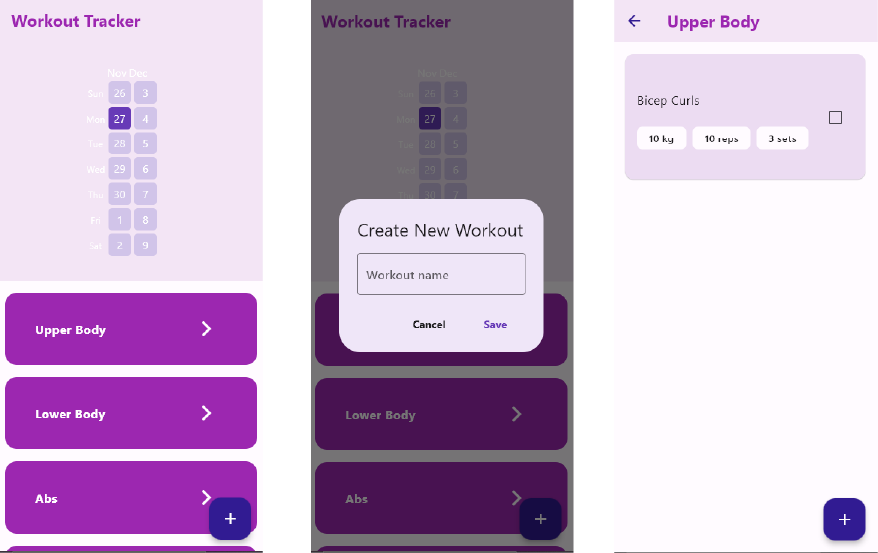 Workout Tracker
Nov Dec
Sun 26 3
Mon 27 4
Tue 28 5
Wed 29 6
Thu 30 7
Fri 1 8
Sat 2 9
Upper Body
Lower Body
Abs
+
Workout Tracker
Nov Dec
Sun 26 3
Mon 27 4
Tue 28 5
Wed 29 6
Thu 30 7
Create New Workout
Workout name
Cancel Save
Lower Body
Abs
+
Upper Body
Bicep Curls
10 kg 10 reps 3 sets
+